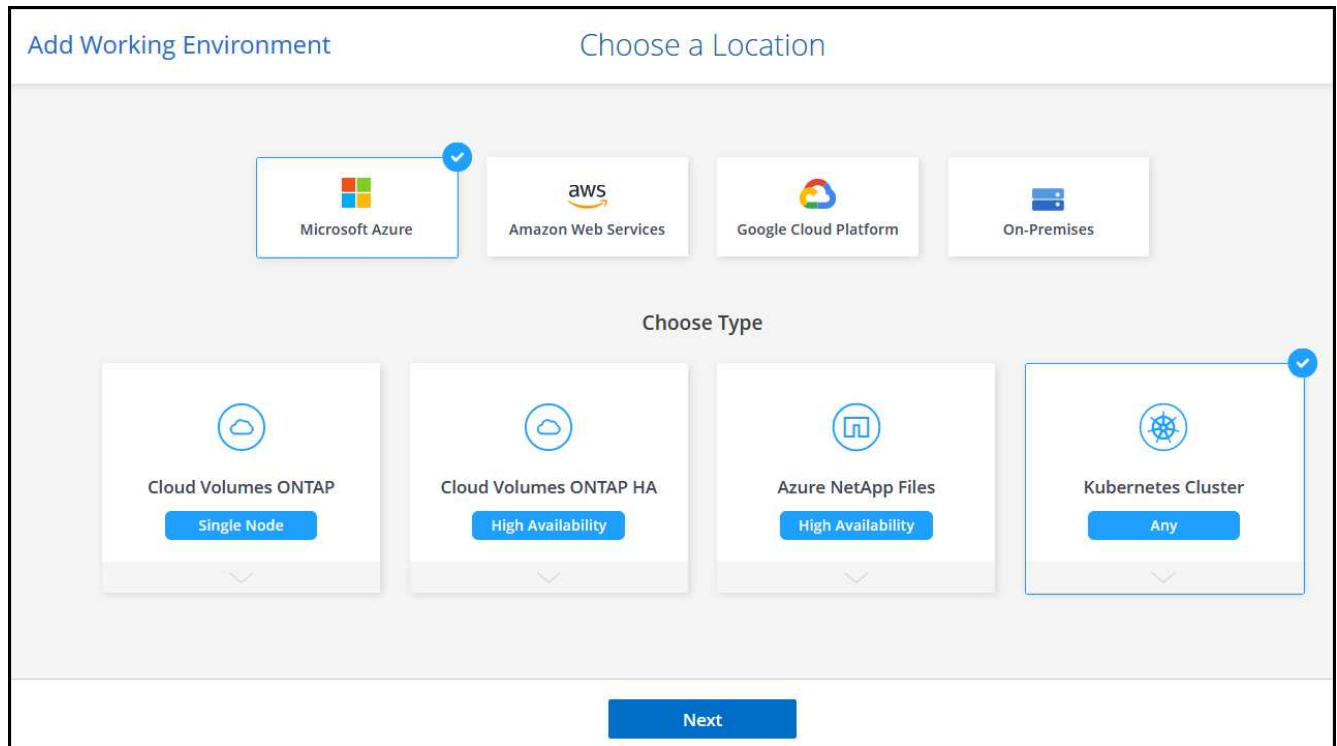 Add Working Environment
Choose a Location
aws
Microsoft Azure
Amazon Web Services
Google Cloud Platform
On-Premises
Choose Type
Cloud Volumes ONTAP
Cloud Volumes ONTAP HA
Azure NetApp Files
Kubernetes Cluster
Single Node
High Availability
High Availability
Any
Next